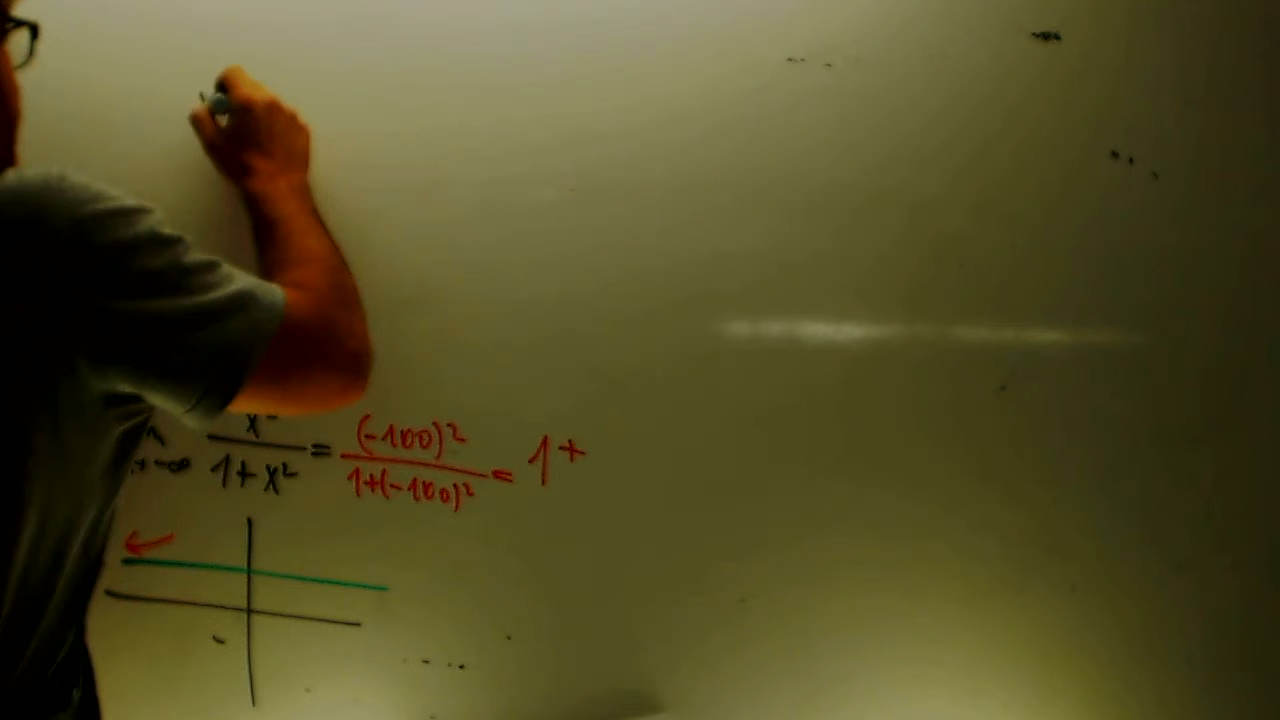 x² / 1+x² = (-100)² / 1+(-100)² = 1⁺